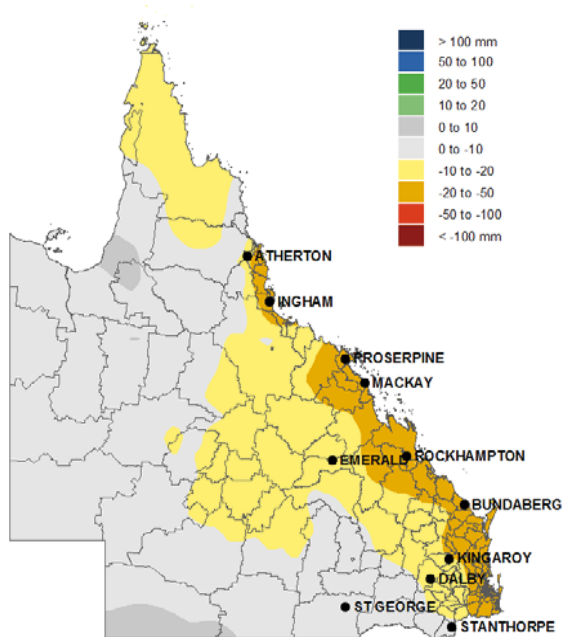 > 100 mm
50 to 100
20 to 50
10 to 20
0 to 10
0 to -10
-10 to -20
-20 to -50
-50 to -100
< -100 mm
ATHERTON
INGHAM
PROSERPINE
MACKAY
ROCKHAMPTON
EMERALD
BUNDABERG
KINGAROY
DALBY
ST GEORGE
STANTHORPE